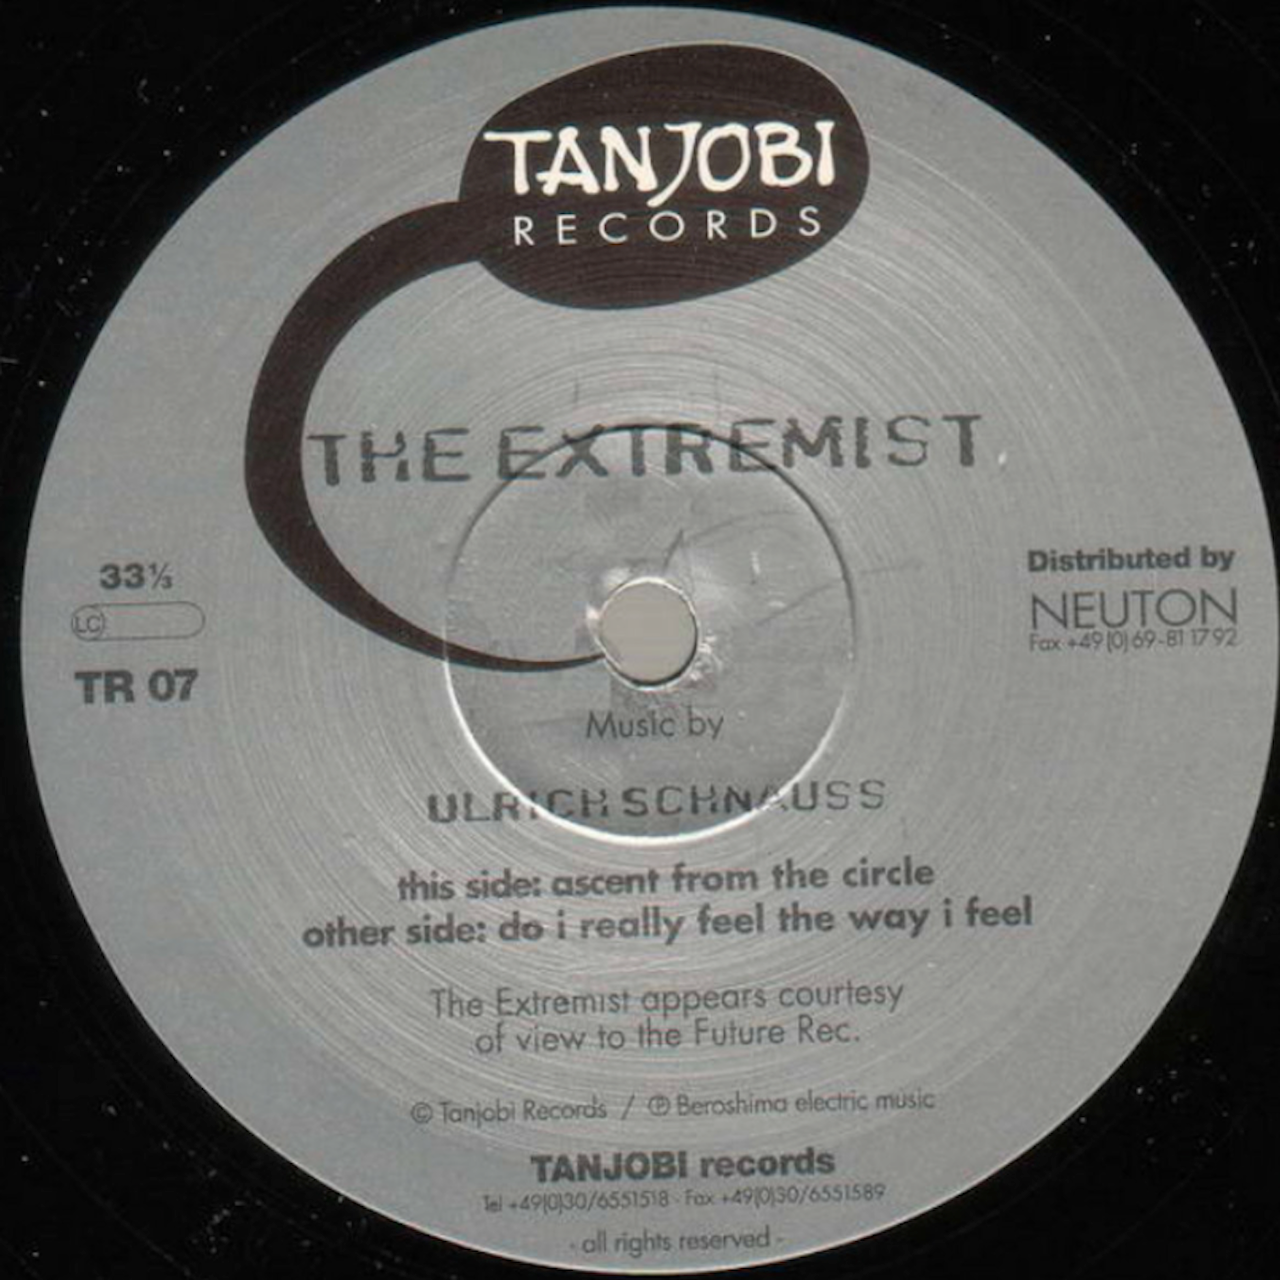 TANJOBI
RECORDS
THE EXTREMIST
33⅓
LC
TR 07
Distributed by
NEUTON
Fax +49(0)69-811792
Music by
ULRICH SCHNAUSS
this side: ascent from the circle
other side: do i really feel the way i feel
The Extremist appears courtesy
of view to the Future Rec.
© Tanjobi Records / ℗ Beroshima electric music
TANJOBI records
Tel +49(0)30/6551518 · Fax +49(0)30/6551589
- all rights reserved -